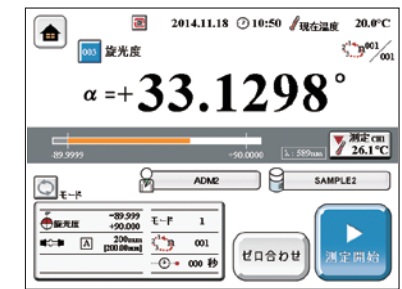 2014.11.18 10:50 現在温度 20.0°C
003 旋光度 n001/001
α =+33.1298°
-89.9999 +90.0000 λ: 589nm 測定 CH1 26.1°C
モード ADM2 SAMPLE2
旋光度 -89.999 +90.000 モード 1
A 200mm [200.00mm] n 001
000 秒
ゼロ合わせ 測定開始